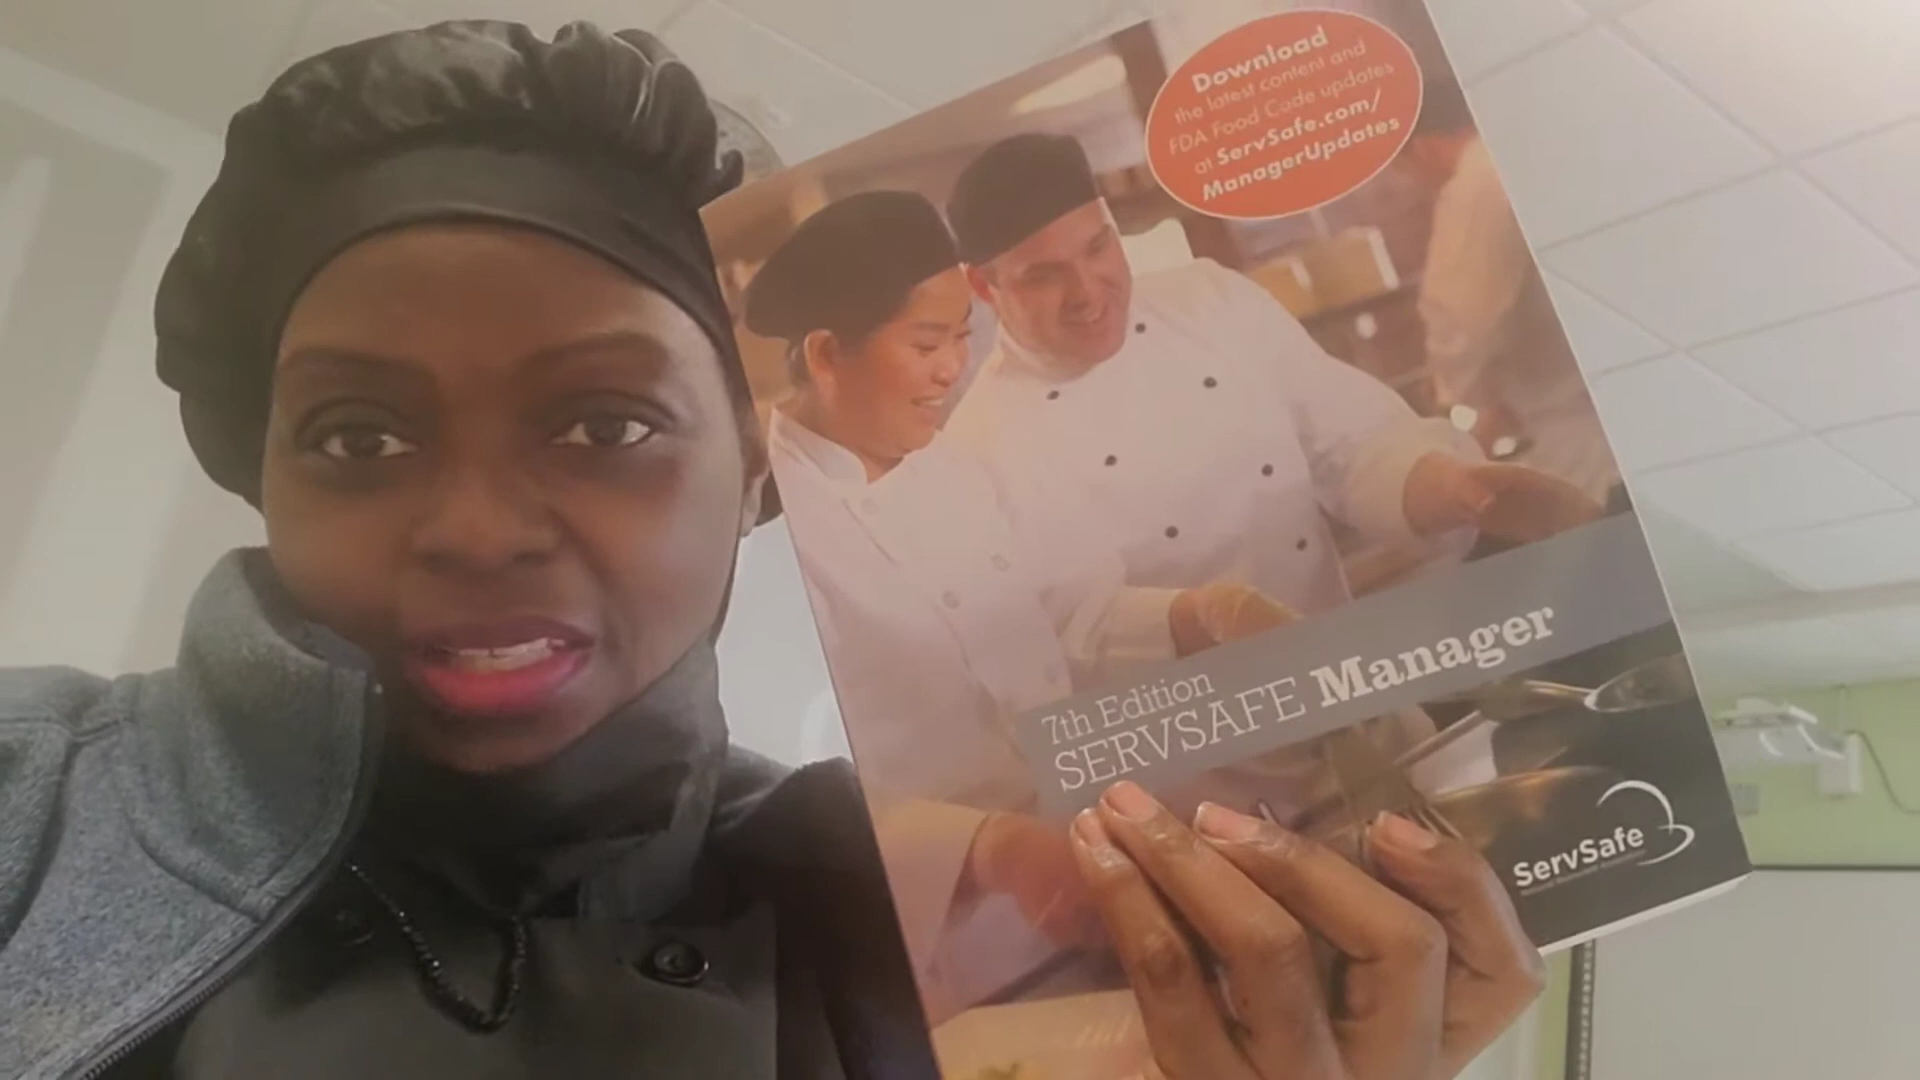 Download
the latest content and
FDA Food Code updates
at ServSafe.com/
ManagerUpdates
7th Edition
SERVSAFE Manager
ServSafe